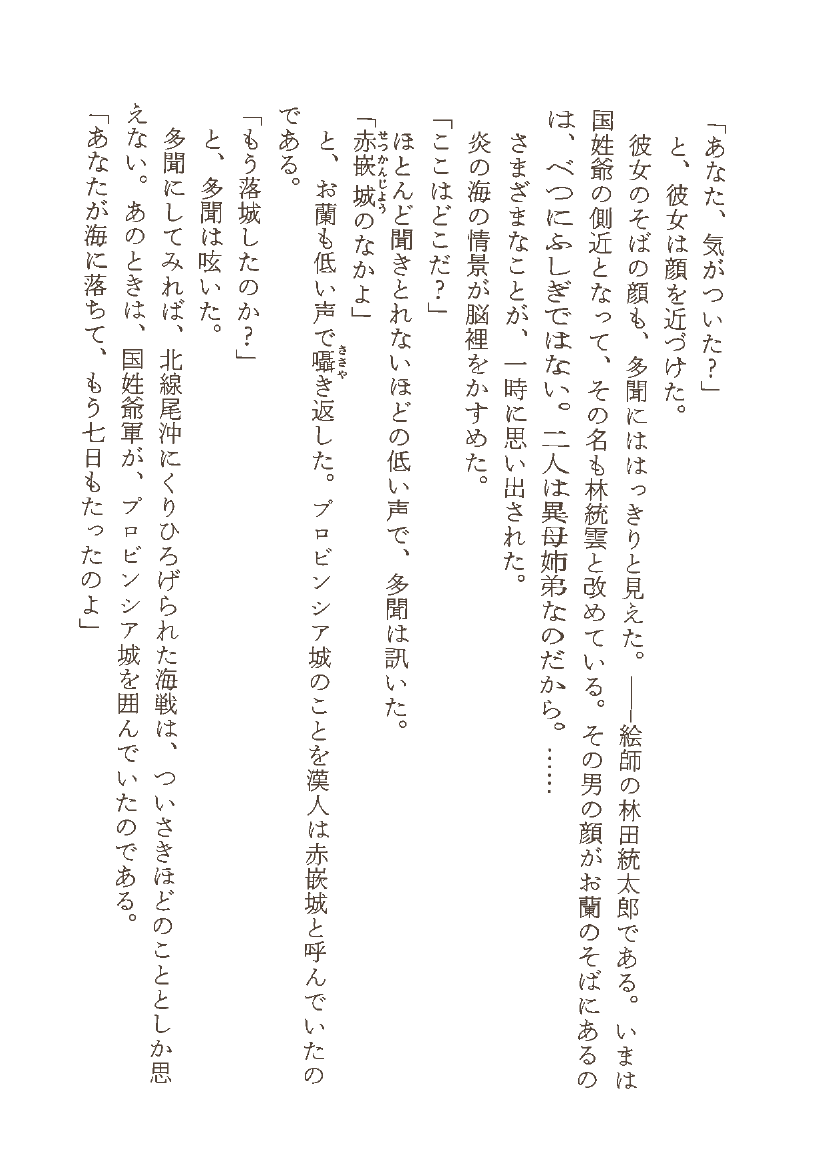 「あなた、気がついた？」
と、彼女は顔を近づけた。
彼女のそばの顔も、多聞にははっきりと見えた。――絵師の林田統太郎である。いまは
国姓爺の側近となって、その名も林統雲と改めている。その男の顔がお蘭のそばにあるの
は、べつにふしぎではない。二人は異母姉弟なのだから。……
さまざまなことが、一時に思い出された。
炎の海の情景が脳裡をかすめた。
「ここはどこだ？」
ほとんど聞きとれないほどの低い声で、多聞は訊いた。
「赤嵌城のなかよ」
せつかんじよう
と、お蘭も低い声で囁き返した。プロビンシア城のことを漢人は赤嵌城と呼んでいたの
ささや
である。
「もう落城したのか？」
と、多聞は呟いた。
多聞にしてみれば、北線尾沖にくりひろげられた海戦は、ついさきほどのこととしか思
えない。あのときは、国姓爺軍が、プロビンシア城を囲んでいたのである。
「あなたが海に落ちて、もう七日もたったのよ」